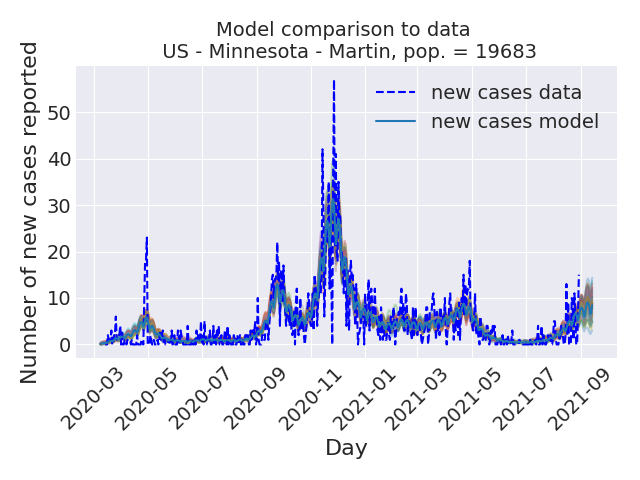 Model comparison to data
US - Minnesota - Martin, pop. = 19683
new cases data
new cases model
Number of new cases reported
50
40
30
20
10
0
2020-03
2020-05
2020-07
2020-09
2020-11
2021-01
2021-03
2021-05
2021-07
2021-09
Day